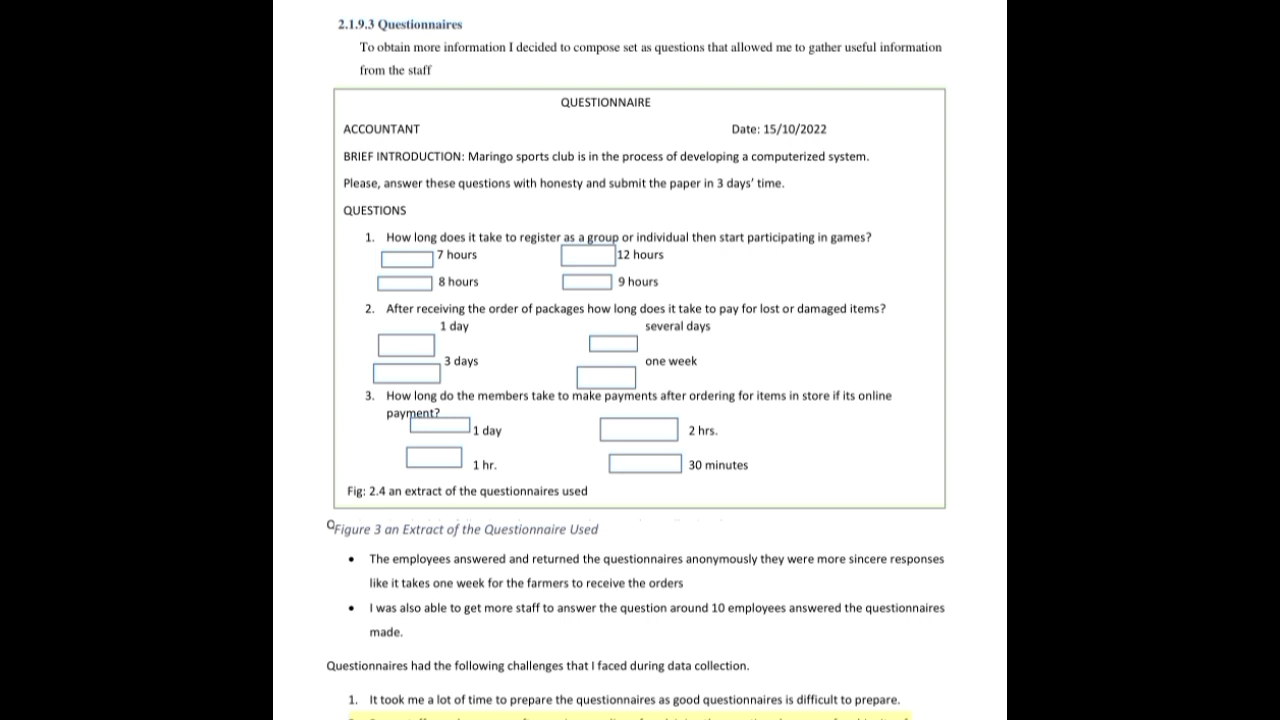 2.1.9.3 Questionnaires
To obtain more information I decided to compose set as questions that allowed me to gather useful information
from the staff
QUESTIONNAIRE
ACCOUNTANT Date: 15/10/2022
BRIEF INTRODUCTION: Maringo sports club is in the process of developing a computerized system.
Please, answer these questions with honesty and submit the paper in 3 days' time.
QUESTIONS
1. How long does it take to register as a group or individual then start participating in games?
7 hours 12 hours
8 hours 9 hours
2. After receiving the order of packages how long does it take to pay for lost or damaged items?
1 day several days
3 days one week
3. How long do the members take to make payments after ordering for items in store if its online
payment?
1 day 2 hrs.
1 hr. 30 minutes
Fig: 2.4 an extract of the questionnaires used
Figure 3 an Extract of the Questionnaire Used
• The employees answered and returned the questionnaires anonymously they were more sincere responses
like it takes one week for the farmers to receive the orders
• I was also able to get more staff to answer the question around 10 employees answered the questionnaires
made.
Questionnaires had the following challenges that I faced during data collection.
1. It took me a lot of time to prepare the questionnaires as good questionnaires is difficult to prepare.